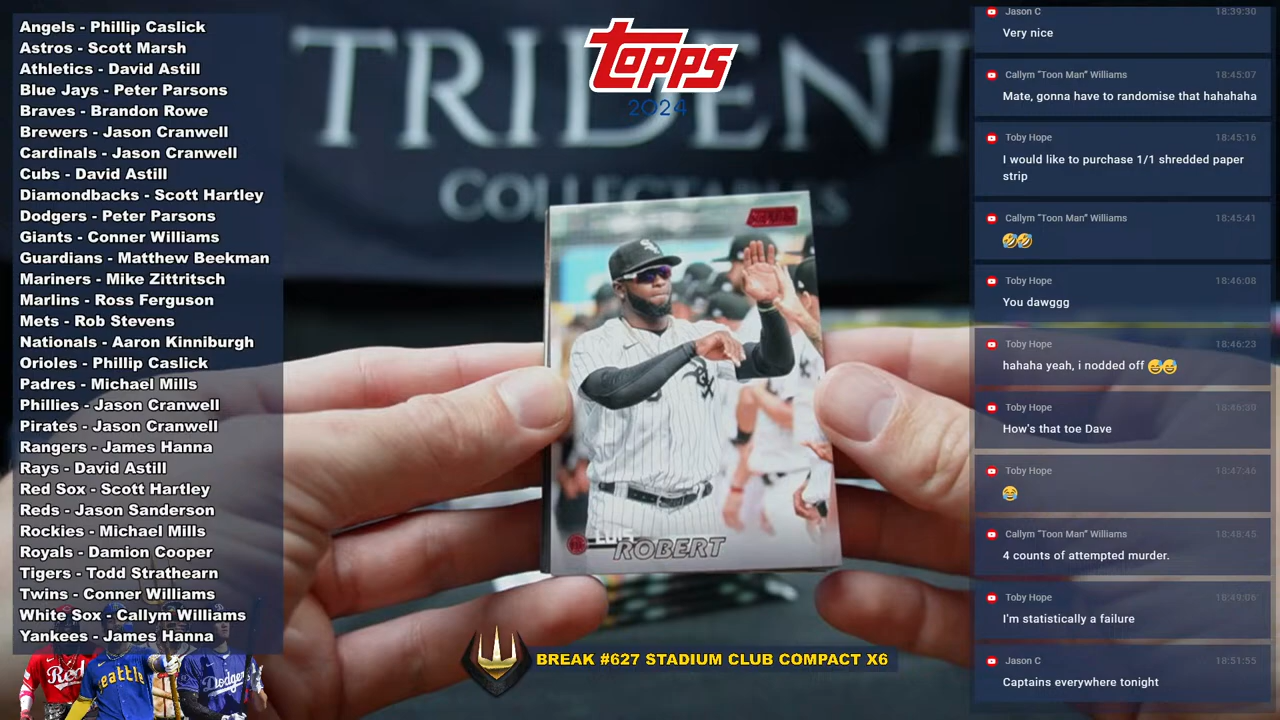 Angels - Phillip Caslick
Astros - Scott Marsh
Athletics - David Astill
Blue Jays - Peter Parsons
Braves - Brandon Rowe
Brewers - Jason Cranwell
Cardinals - Jason Cranwell
Cubs - David Astill
Diamondbacks - Scott Hartley
Dodgers - Peter Parsons
Giants - Conner Williams
Guardians - Matthew Beekman
Mariners - Mike Zittritsch
Marlins - Ross Ferguson
Mets - Rob Stevens
Nationals - Aaron Kinniburgh
Orioles - Phillip Caslick
Padres - Michael Mills
Phillies - Jason Cranwell
Pirates - Jason Cranwell
Rangers - James Hanna
Rays - David Astill
Red Sox - Scott Hartley
Reds - Jason Sanderson
Rockies - Michael Mills
Royals - Damion Cooper
Tigers - Todd Strathearn
Twins - Conner Williams
White Sox - Callym Williams
Yankees - James Hanna
Reds
Seattle
Dodgers
TRIDENT
COLLECTABLES
topps
2024
SOX
ROBERT
BREAK #627 STADIUM CLUB COMPACT X6
Jason C 18:39:30
Very nice
Callym “Toon Man” Williams 18:45:07
Mate, gonna have to randomise that hahahaha
Toby Hope 18:45:16
I would like to purchase 1/1 shredded paper
strip
Callym “Toon Man” Williams 18:45:41
🤣🤣
Toby Hope 18:46:08
You dawggg
Toby Hope 18:46:23
hahaha yeah, i nodded off 😅😅
Toby Hope 18:46:30
How's that toe Dave
Toby Hope 18:47:46
😂
Callym “Toon Man” Williams 18:48:45
4 counts of attempted murder.
Toby Hope 18:49:06
I'm statistically a failure
Jason C 18:51:55
Captains everywhere tonight